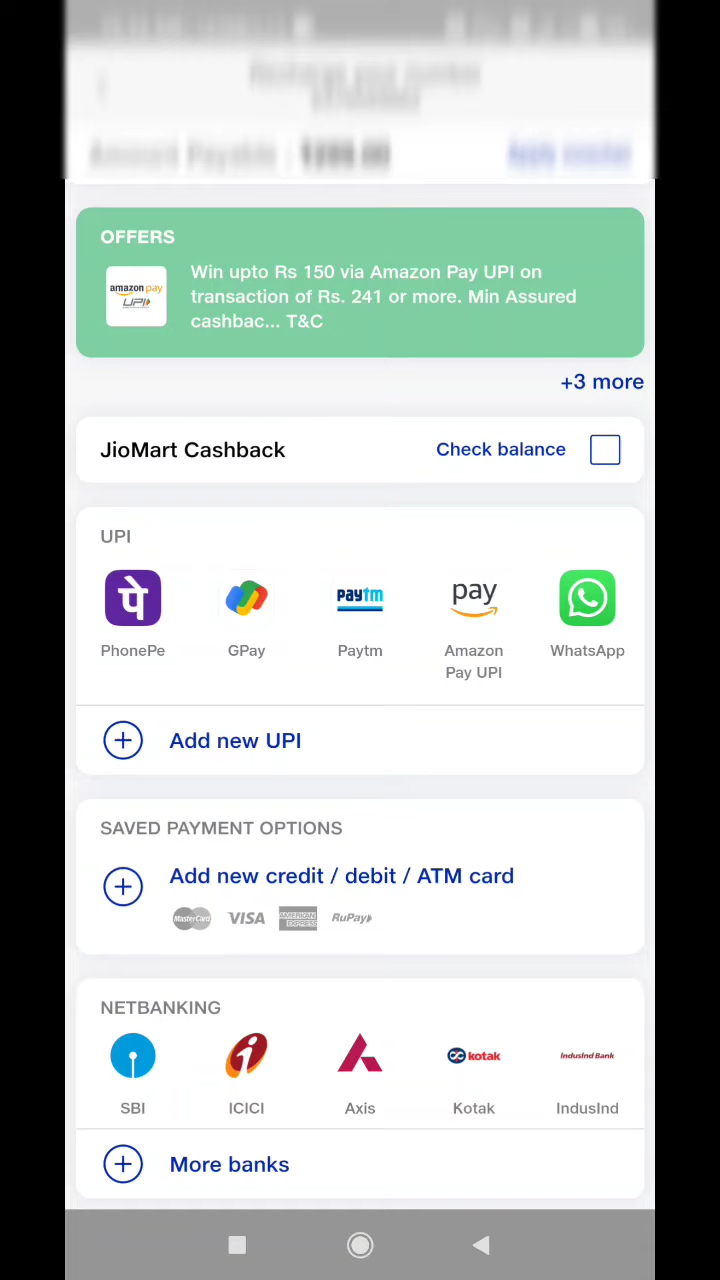 OFFERS
amazon pay
UPI
Win upto Rs 150 via Amazon Pay UPI on
transaction of Rs. 241 or more. Min Assured
cashbac... T&C
+3 more
JioMart Cashback
Check balance
UPI
पे
paytm
pay
PhonePe
GPay
Paytm
Amazon
Pay UPI
WhatsApp
Add new UPI
SAVED PAYMENT OPTIONS
Add new credit / debit / ATM card
MasterCard
VISA
AMERICAN
EXPRESS
RuPay
NETBANKING
kotak
IndusInd Bank
SBI
ICICI
Axis
Kotak
IndusInd
More banks